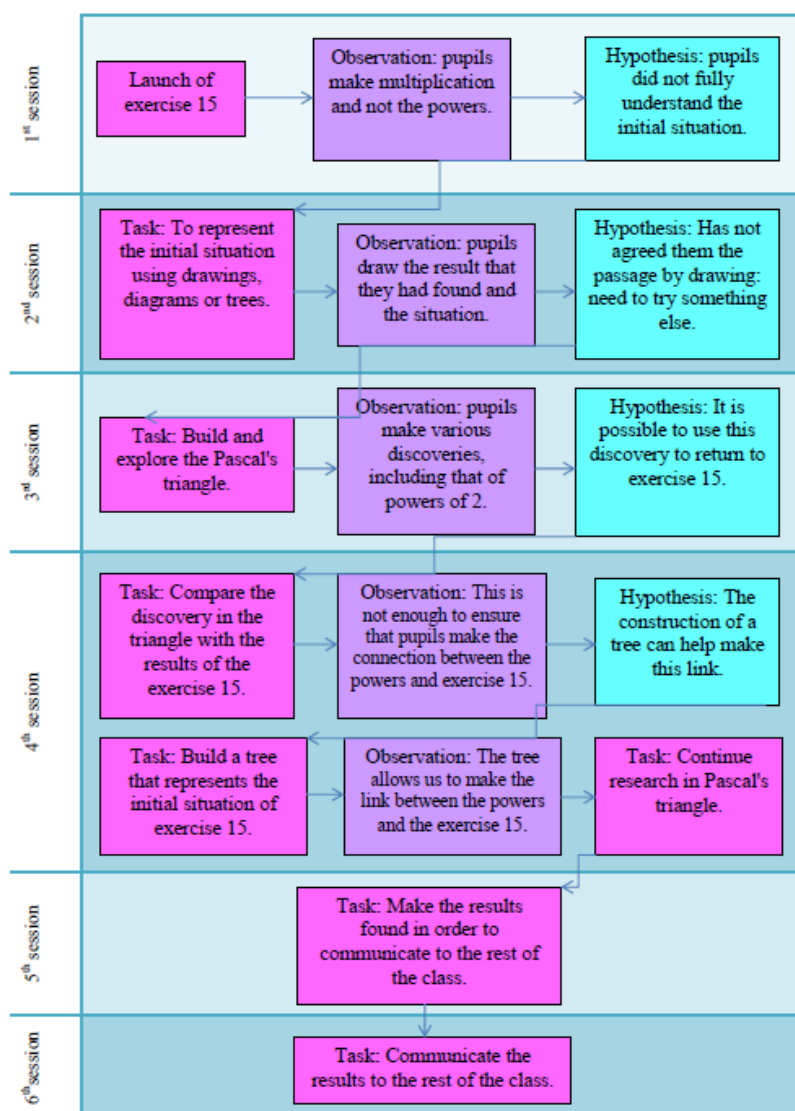 1st session
Launch of
exercise 15
Observation: pupils
make multiplication
and not the powers.
Hypothesis: pupils
did not fully
understand the
initial situation.
2nd session
Task: To represent
the initial situation
using drawings,
diagrams or trees.
Observation: pupils
draw the result that
they had found and
the situation.
Hypothesis: Has not
agreed them the
passage by drawing:
need to try something
else.
3rd session
Task: Build and
explore the Pascal's
triangle.
Observation: pupils
make various
discoveries,
including that of
powers of 2.
Hypothesis: It is
possible to use this
discovery to return to
exercise 15.
4th session
Task: Compare the
discovery in the
triangle with the
results of the
exercise 15.
Observation: This is
not enough to ensure
that pupils make the
connection between the
powers and exercise 15.
Hypothesis: The
construction of a
tree can help make
this link.
Task: Build a tree
that represents the
initial situation of
exercise 15.
Observation: The tree
allows us to make the
link between the powers
and the exercise 15.
Task: Continue
research in Pascal's
triangle.
5th session
Task: Make the results
found in order to
communicate to the rest of
the class.
6th session
Task: Communicate the
results to the rest of the class.